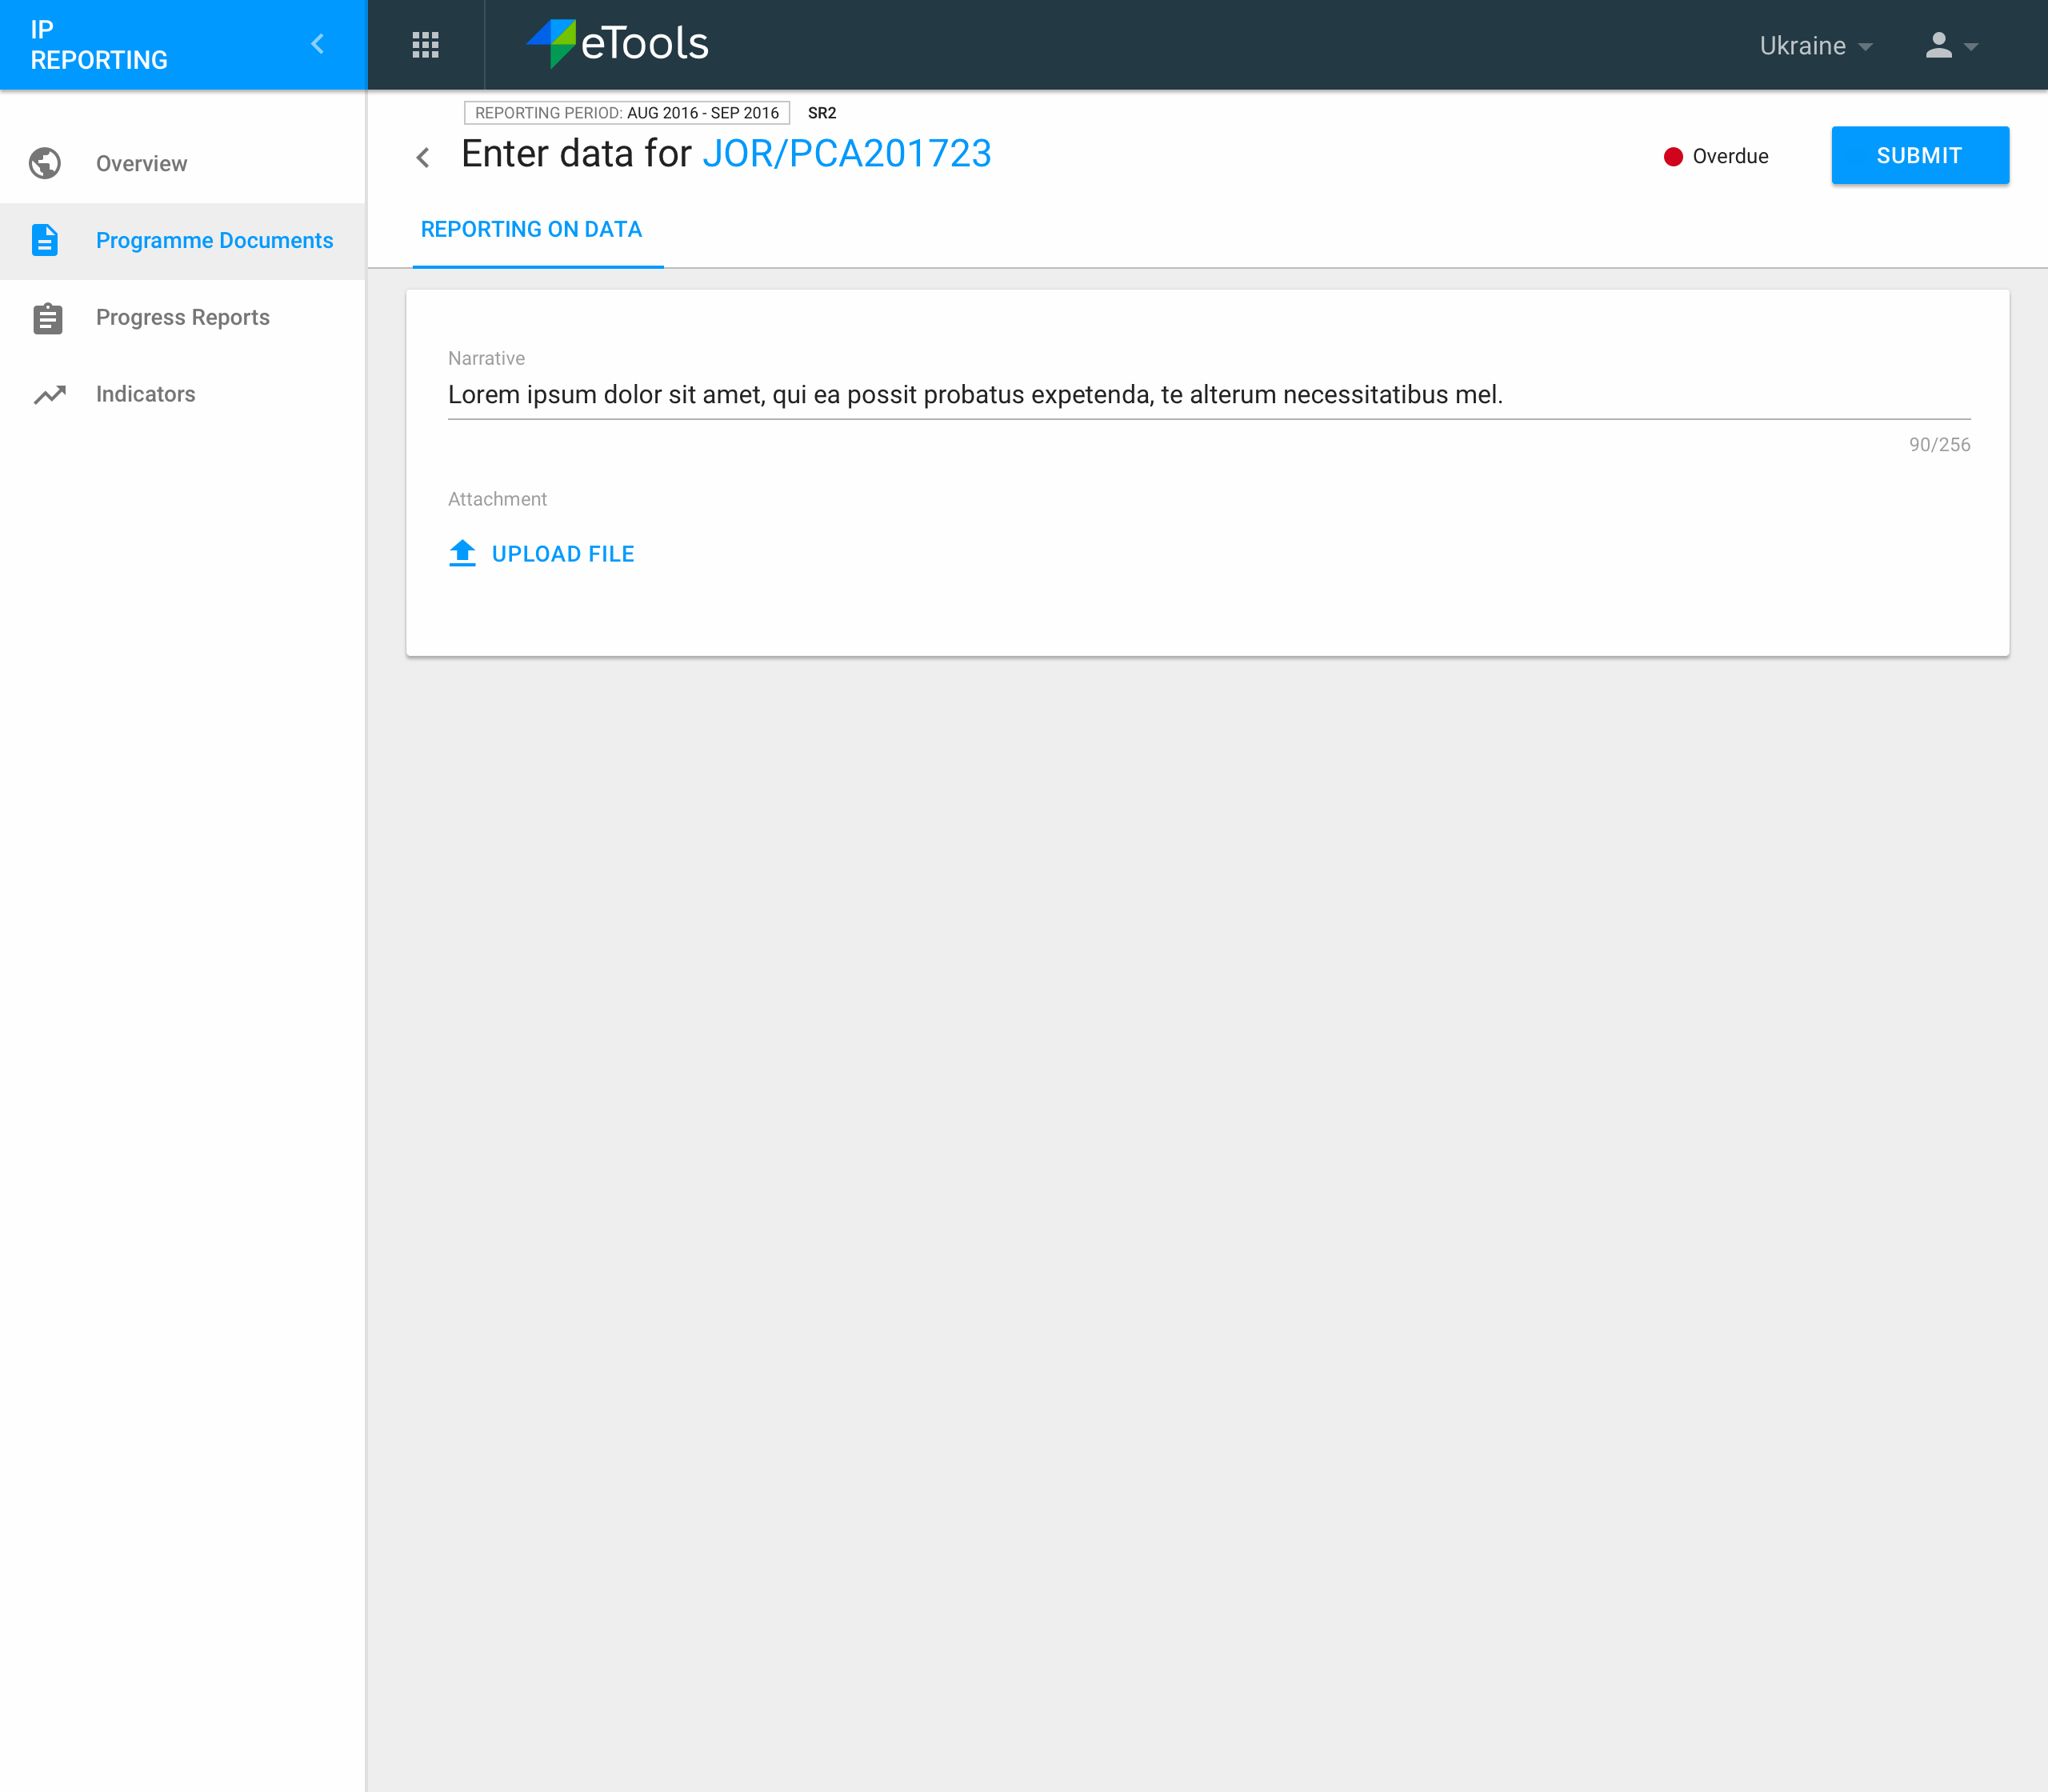 IP
REPORTING
eTools
Ukraine
Overview
Programme Documents
Progress Reports
Indicators
REPORTING PERIOD: AUG 2016 - SEP 2016 SR2
Enter data for JOR/PCA201723
Overdue
SUBMIT
REPORTING ON DATA
Narrative
Lorem ipsum dolor sit amet, qui ea possit probatus expetenda, te alterum necessitatibus mel.
90/256
Attachment
UPLOAD FILE